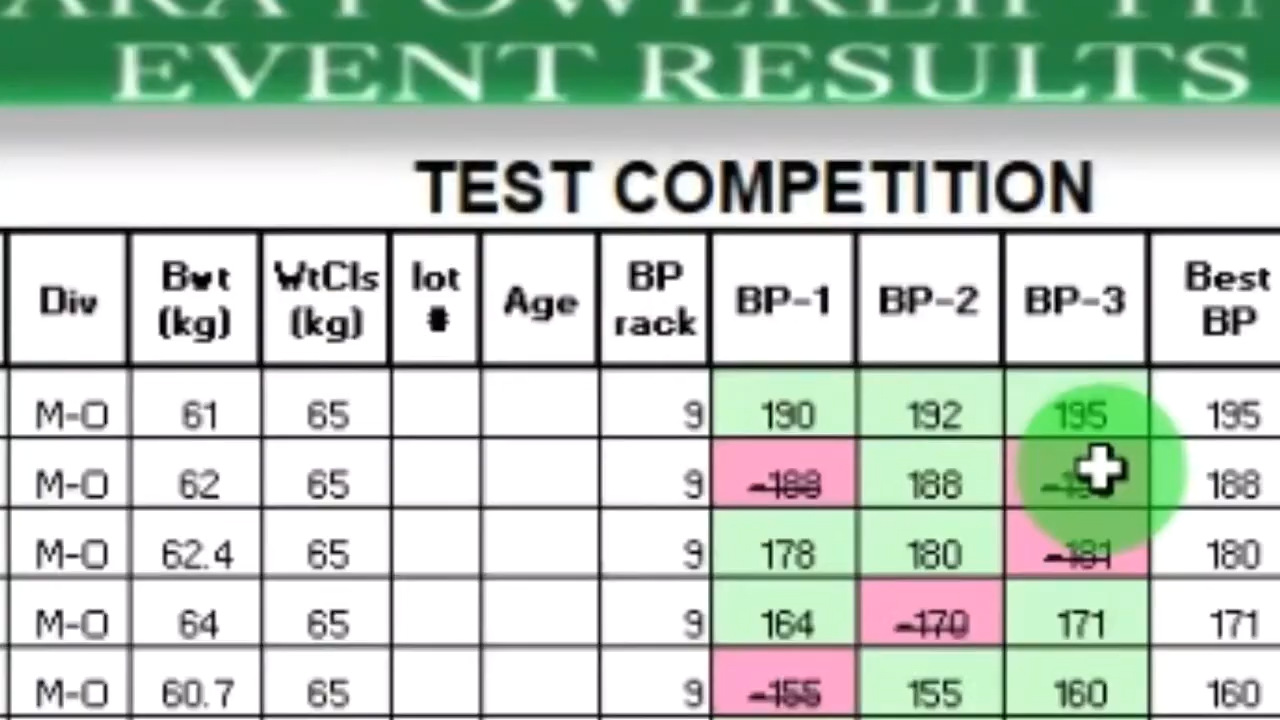 EVENT RESULTS
TEST COMPETITION
Div Bwt (kg) WtCls (kg) lot # Age BP rack BP-1 BP-2 BP-3 Best BP
M-O 61 65 9 190 192 195 195
M-O 62 65 9 -188 188 188
M-O 62.4 65 9 178 180 -181 180
M-O 64 65 9 164 -170 171 171
M-O 60.7 65 9 -155 155 160 160